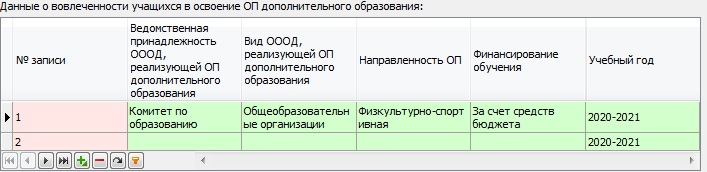 Данные о вовлеченности учащихся в освоение ОП дополнительного образования:
№ записи
Ведомственная
принадлежность
ОООД,
реализующей ОП
дополнительного
образования
Вид ОООД,
реализующей ОП
дополнительного
образования
Направленность ОП
Финансирование
обучения
Учебный год
1
Комитет по
образованию
Общеобразовательн
ые организации
Физкультурно-спорт
ивная
За счет средств
бюджета
2020-2021
2
2020-2021